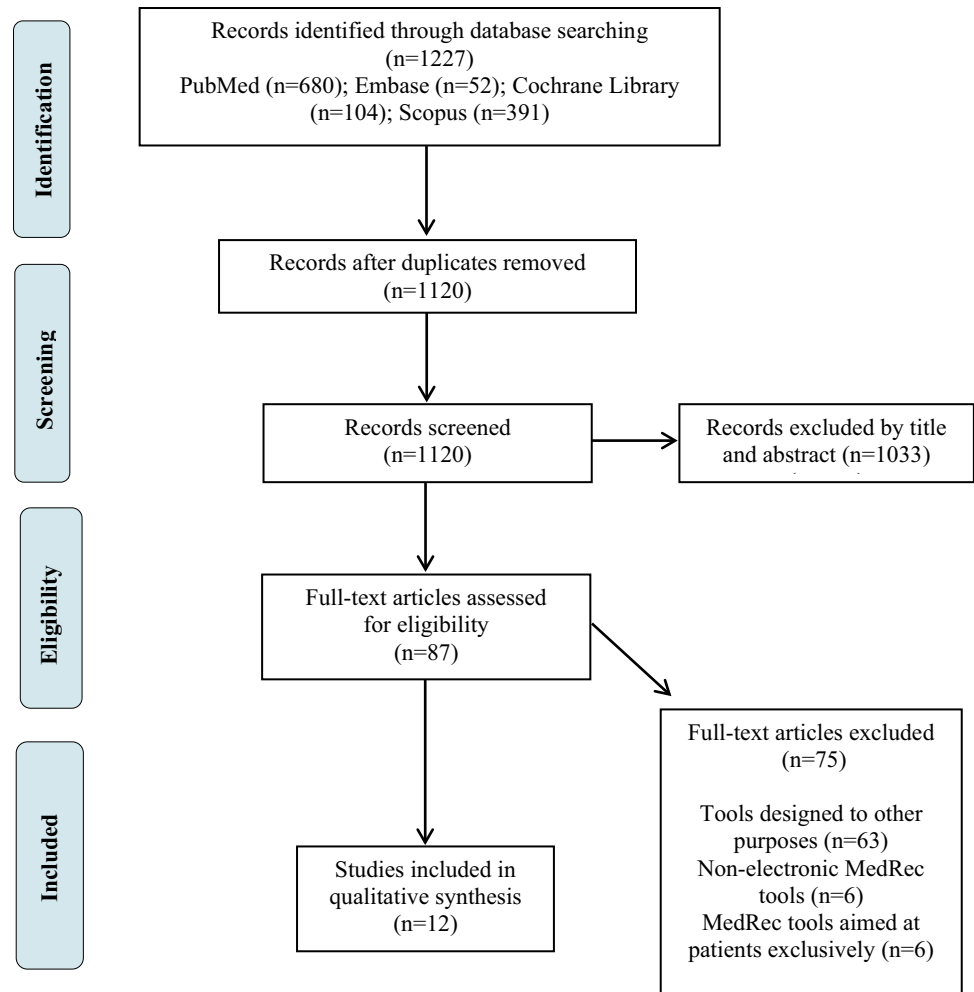 Identification
Records identified through database searching
(n=1227)
PubMed (n=680); Embase (n=52); Cochrane Library
(n=104); Scopus (n=391)
Records after duplicates removed
(n=1120)
Screening
Records screened
(n=1120)
Records excluded by title
and abstract (n=1033)
Eligibility
Full-text articles assessed
for eligibility
(n=87)
Full-text articles excluded
(n=75)
Tools designed to other
purposes (n=63)
Non-electronic MedRec
tools (n=6)
MedRec tools aimed at
patients exclusively (n=6)
Included
Studies included in
qualitative synthesis
(n=12)